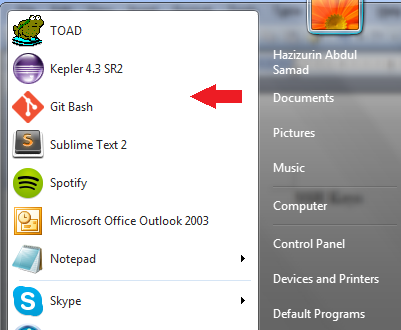 TOAD
Kepler 4.3 SR2
Git Bash
Sublime Text 2
Spotify
Microsoft Office Outlook 2003
Notepad
Skype
Hazizurin Abdul
Samad
Documents
Pictures
Music
Computer
Control Panel
Devices and Printers
Default Programs